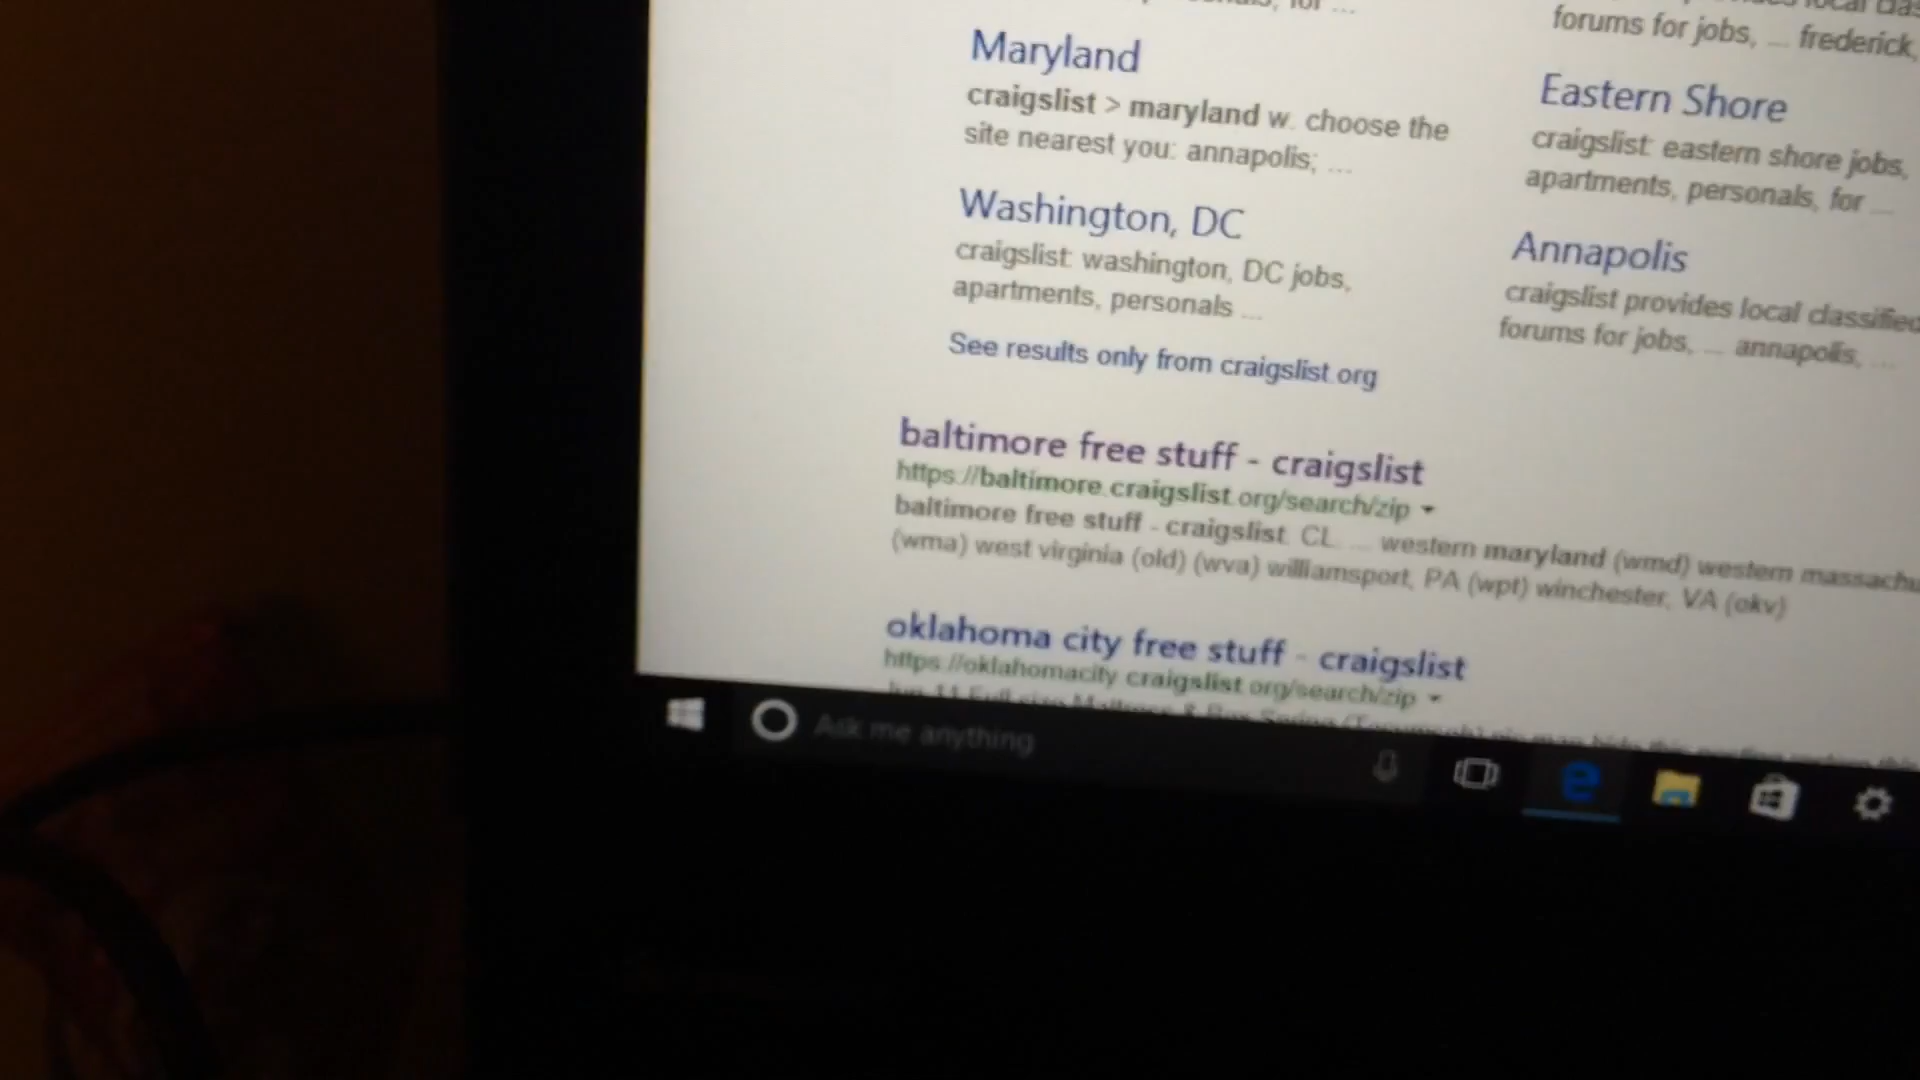 forums for jobs, ... frederick,
Maryland
craigslist > maryland w. choose the
site nearest you: annapolis; ...
Eastern Shore
craigslist: eastern shore jobs,
apartments, personals, for ...
Washington, DC
craigslist: washington, DC jobs,
apartments, personals ...
Annapolis
craigslist provides local classified
forums for jobs, ... annapolis, ...
See results only from craigslist.org
baltimore free stuff - craigslist
https://baltimore.craigslist.org/search/zip
baltimore free stuff - craigslist. CL. ... western maryland (wmd) western
(wma) west virginia (old) (wva) williamsport, PA (wpt) winchester, VA (okv)
oklahoma city free stuff - craigslist
https://oklahomacity.craigslist.org/search/zip
Ask me anything